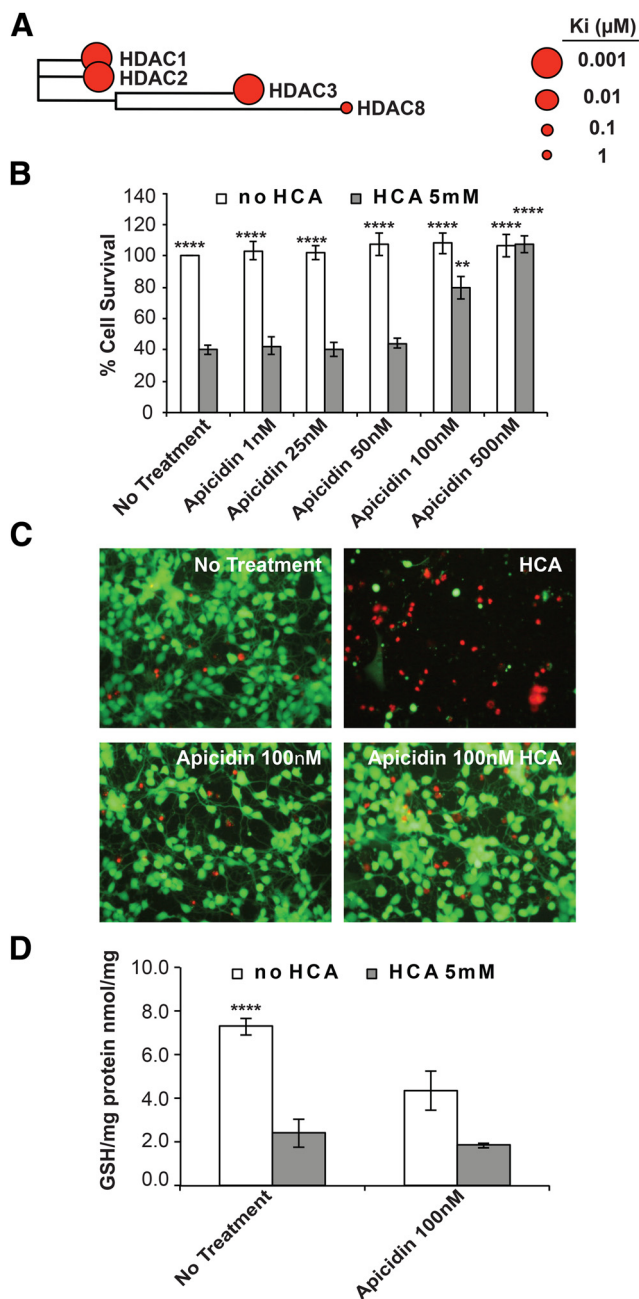 A
HDAC1
HDAC2
HDAC3
HDAC8
Ki (µM)
0.001
0.01
0.1
1
B
no HCA
HCA 5mM
% Cell Survival
140
120
100
80
60
40
20
0
****
****
****
****
****
**
****
****
No Treatment
Apicidin 1nM
Apicidin 25nM
Apicidin 50nM
Apicidin 100nM
Apicidin 500nM
C
No Treatment
HCA
Apicidin 100nM
Apicidin 100nM HCA
D
no HCA
HCA 5mM
GSH/mg protein nmol/mg
10.0
8.0
6.0
4.0
2.0
0.0
****
No Treatment
Apicidin 100nM